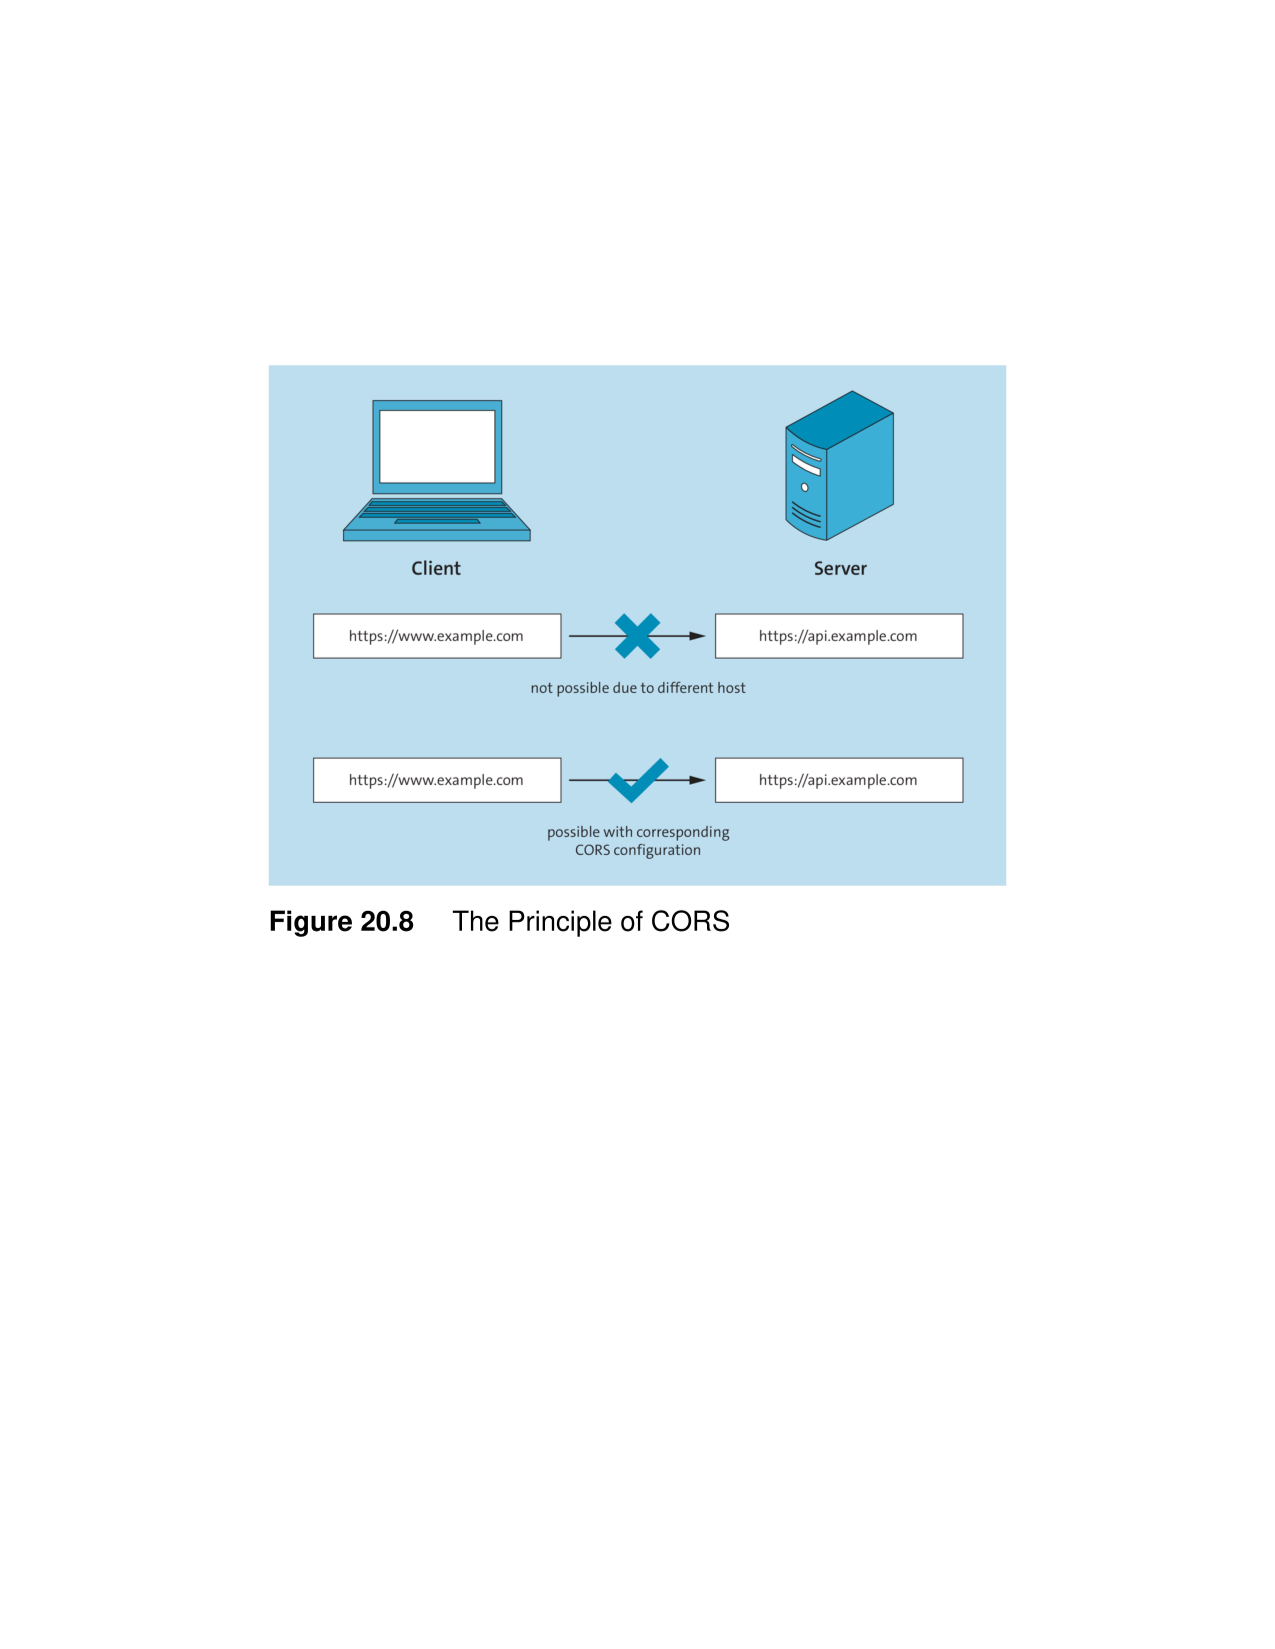 Client
Server
https://www.example.com
https://api.example.com
not possible due to different host
https://www.example.com
https://api.example.com
possible with corresponding
CORS configuration
Figure 20.8 The Principle of CORS